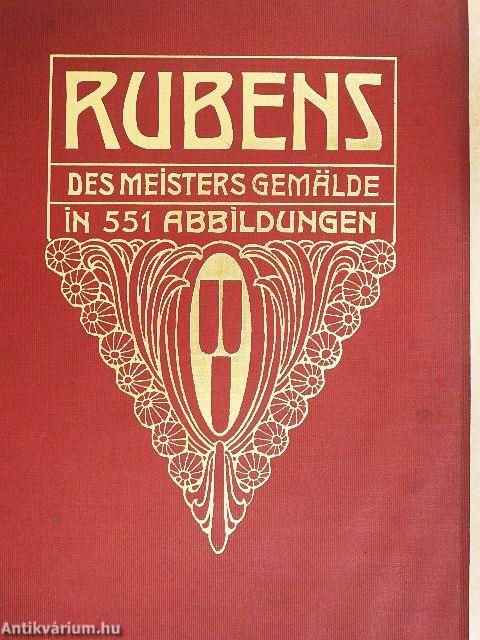 RUBENS
DES MEISTERS GEMÄLDE
IN 551 ABBILDUNGEN
Antikvárium.hu